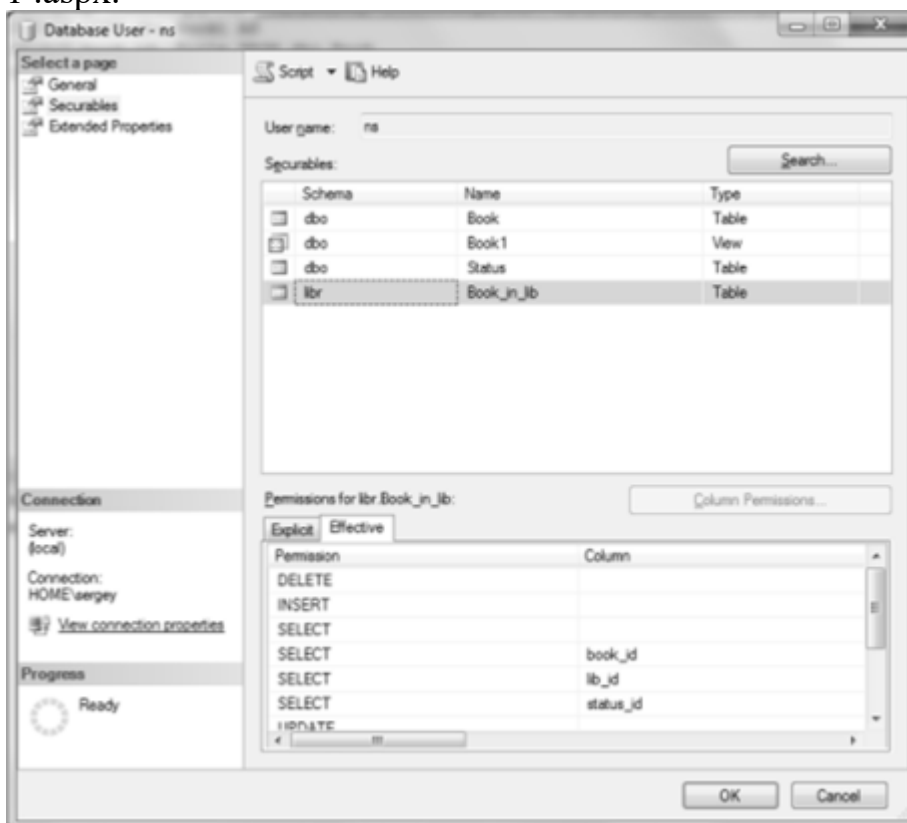 Database User - ns
Select a page
General
Securables
Extended Properties
Script Help
User name: ns
Securables: Search...
Schema Name Type
dbo Book Table
dbo Book1 View
dbo Status Table
libr Book_in_lib Table
Connection
Server:
(local)
Connection:
HOME\sergey
View connection properties
Progress
Ready
Permissions for libr.Book_in_lib: Column Permissions...
Explicit Effective
Permission Column
DELETE
INSERT
SELECT
SELECT book_id
SELECT lib_id
SELECT status_id
UPDATE
OK Cancel